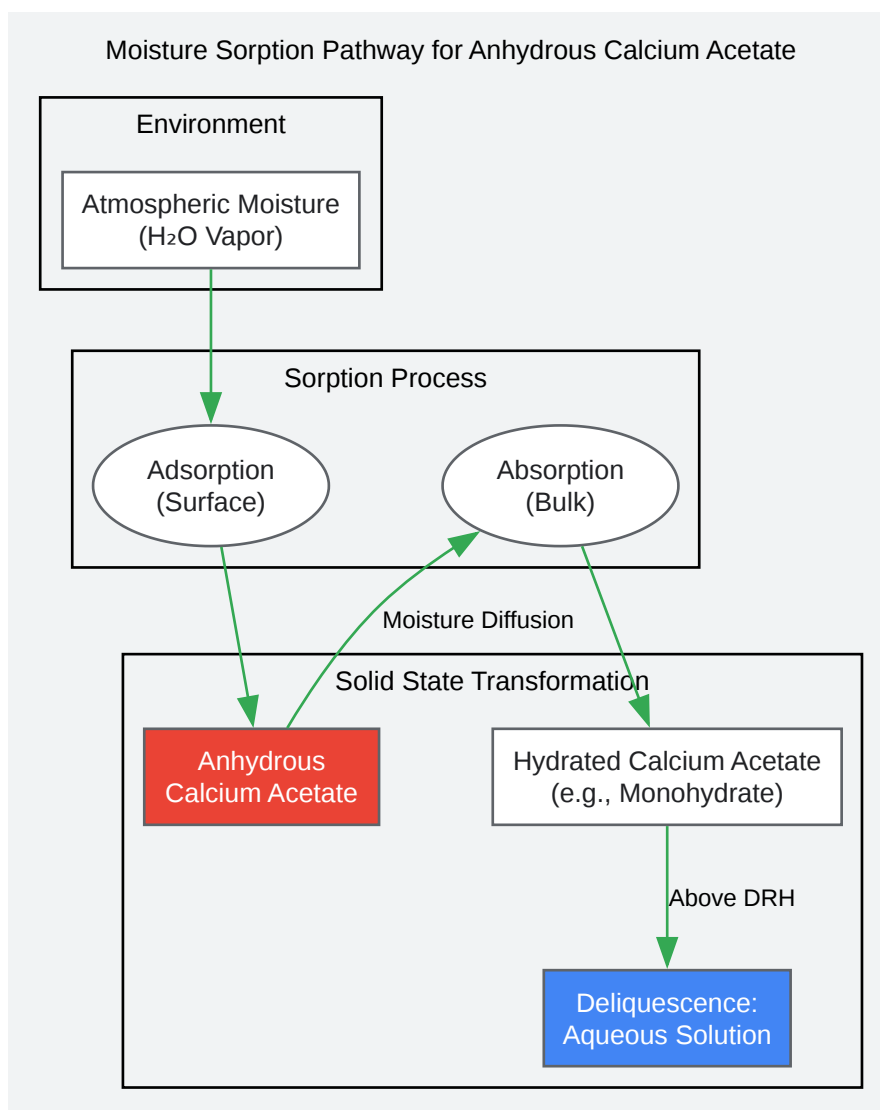 Moisture Sorption Pathway for Anhydrous Calcium Acetate
Environment
Atmospheric Moisture
(H₂O Vapor)
Sorption Process
Adsorption
(Surface)
Absorption
(Bulk)
Moisture Diffusion
Solid State Transformation
Anhydrous
Calcium Acetate
Hydrated Calcium Acetate
(e.g., Monohydrate)
Above DRH
Deliquescence:
Aqueous Solution